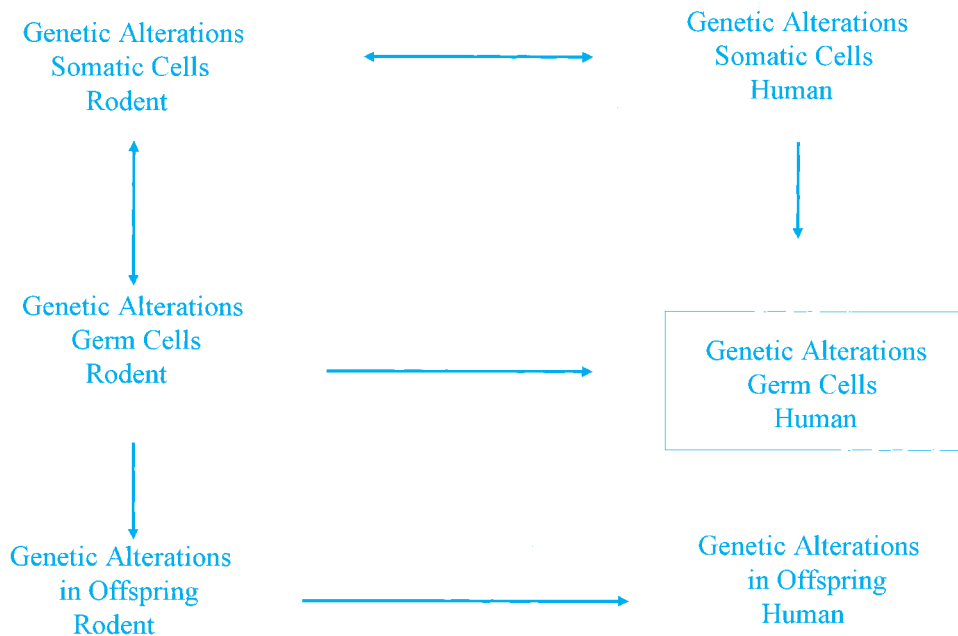 Genetic Alterations
Somatic Cells
Rodent
Genetic Alterations
Somatic Cells
Human
Genetic Alterations
Germ Cells
Rodent
Genetic Alterations
Germ Cells
Human
Genetic Alterations
in Offspring
Rodent
Genetic Alterations
in Offspring
Human